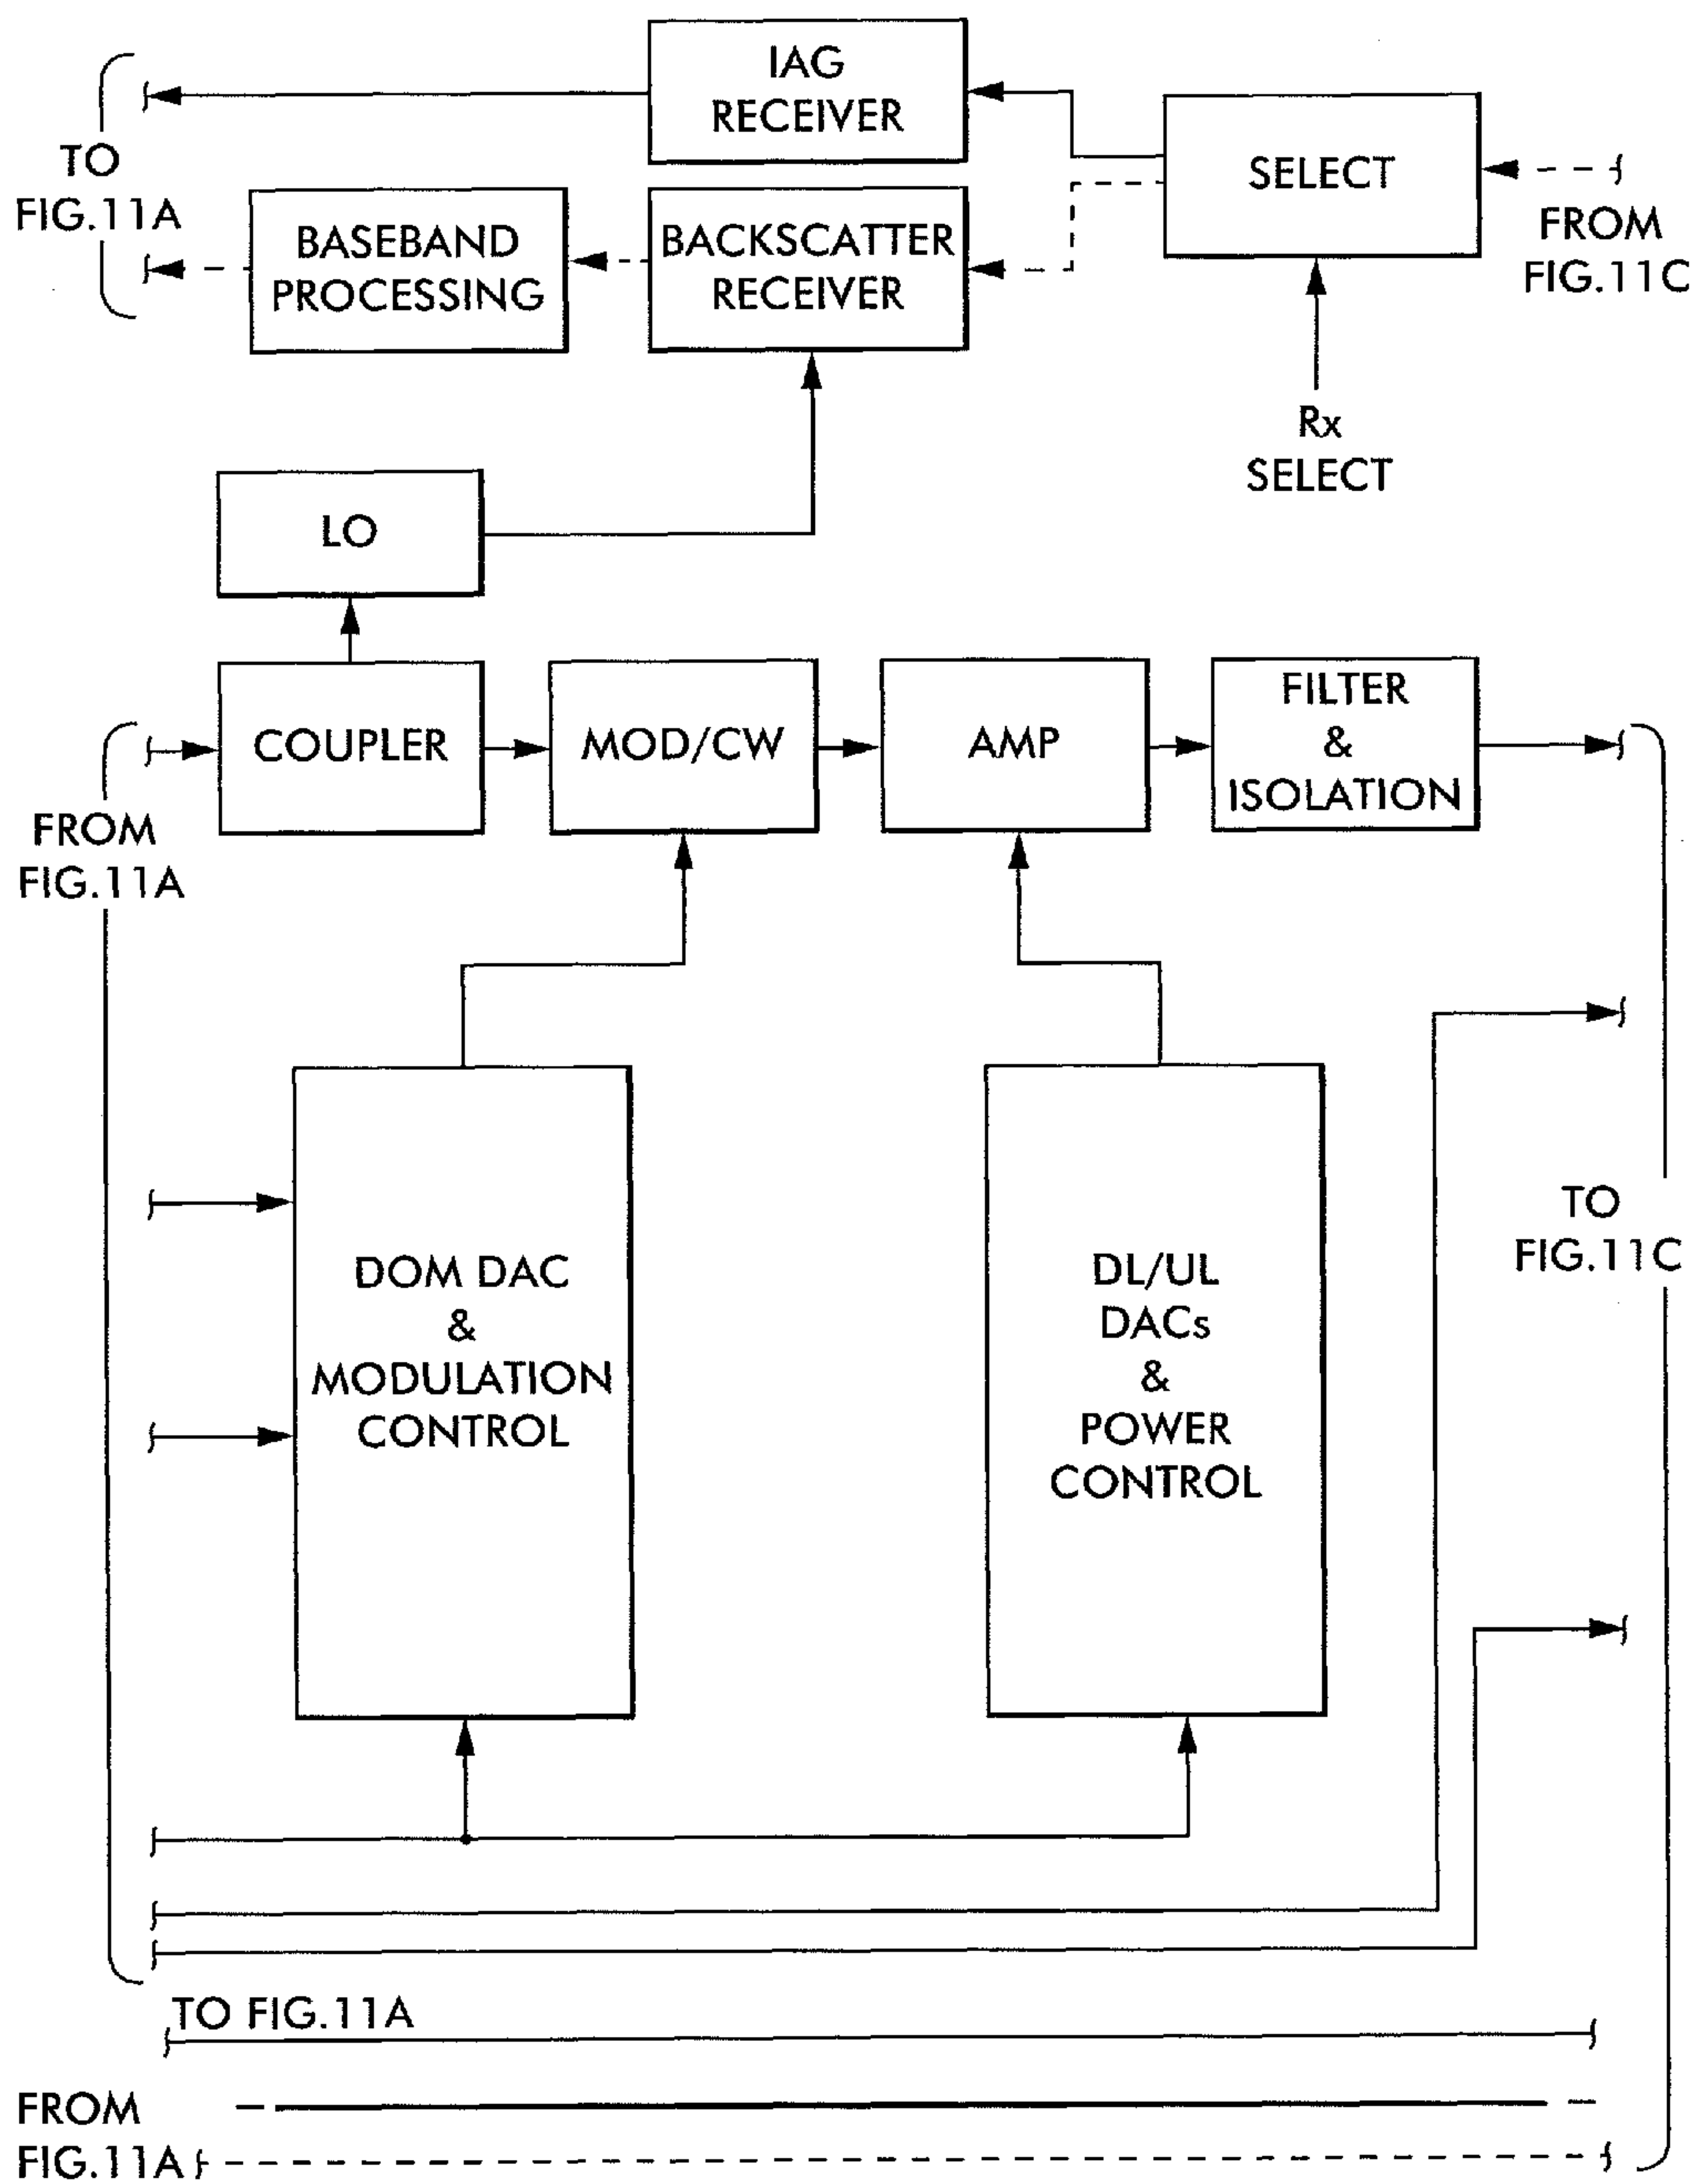 IAG
RECEIVER
TO
FIG.11A
SELECT
FROM
FIG.11C
BASEBAND
PROCESSING
BACKSCATTER
RECEIVER
Rx
SELECT
LO
COUPLER
MOD/CW
AMP
FILTER
&
ISOLATION
FROM
FIG.11A
DOM DAC
&
MODULATION
CONTROL
DL/UL
DACs
&
POWER
CONTROL
TO
FIG.11C
TO FIG.11A
FROM
FIG.11A